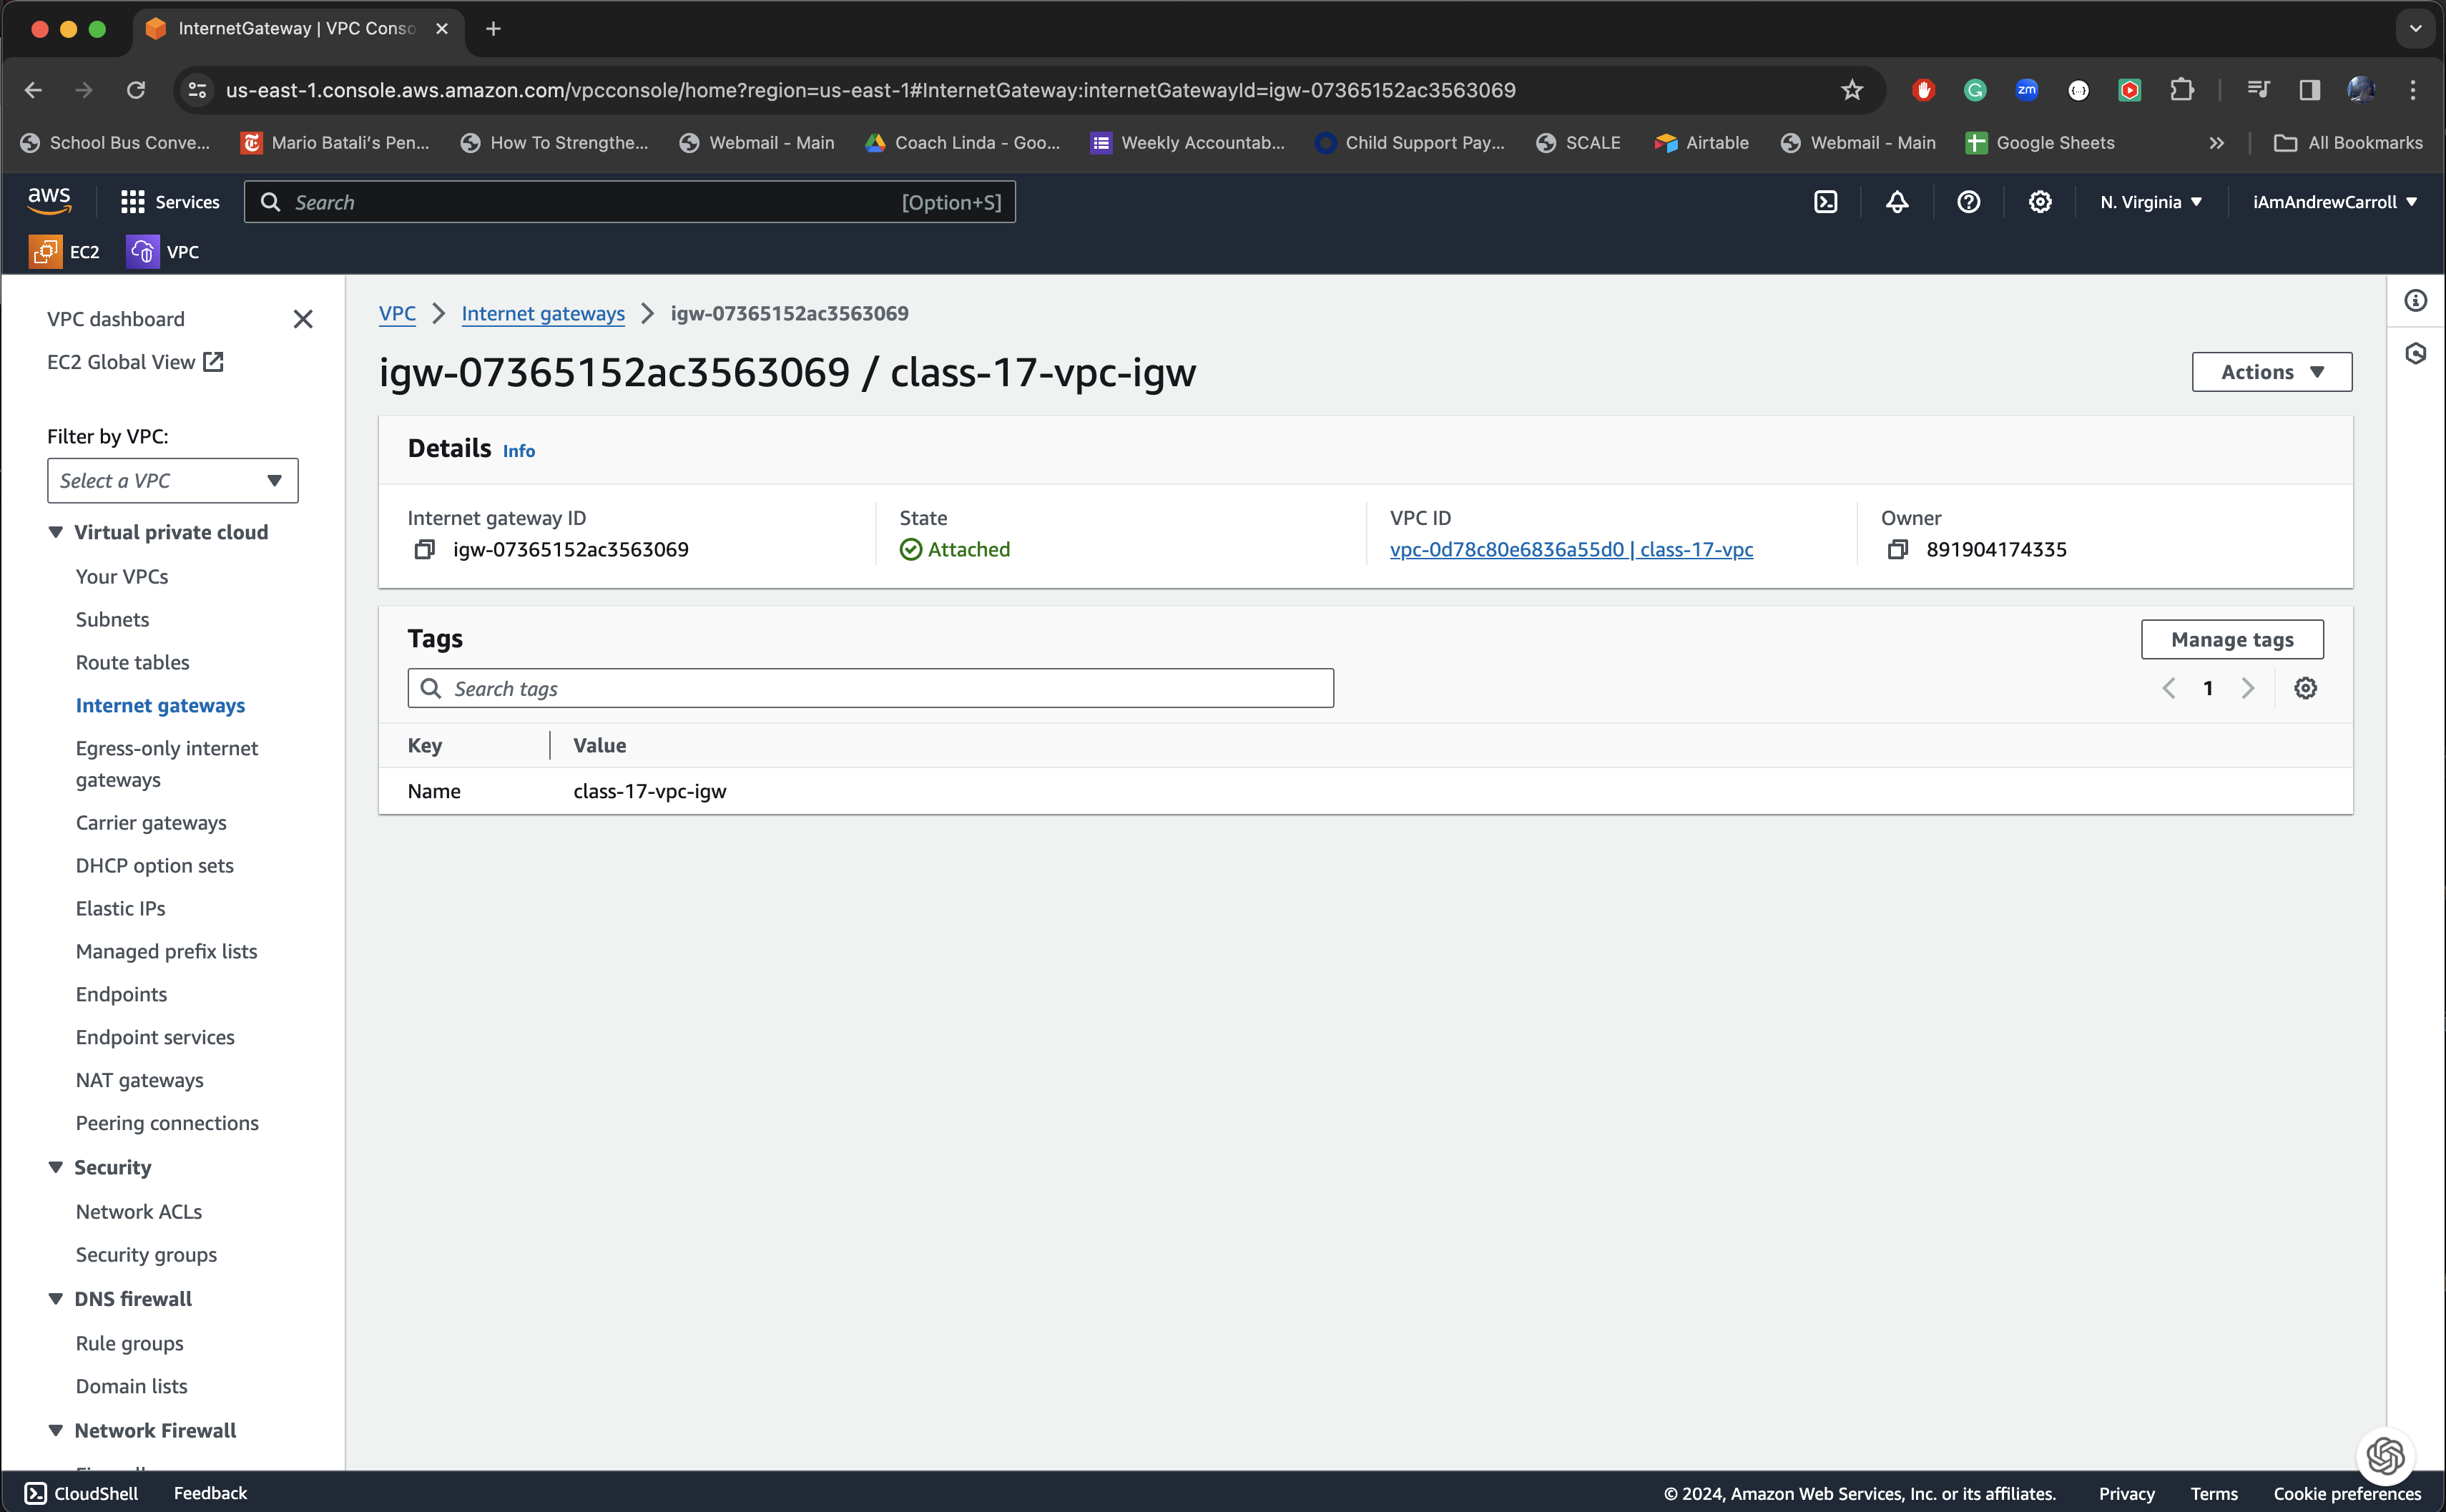 InternetGateway | VPC Conso
us-east-1.console.aws.amazon.com/vpcconsole/home?region=us-east-1#InternetGateway:internetGatewayId=igw-07365152ac3563069
zm
School Bus Conve... Mario Batali's Pen... How To Strengthe... Webmail - Main Coach Linda - Goo... Weekly Accountab... Child Support Pay... SCALE Airtable Webmail - Main Google Sheets » All Bookmarks
aws Services Search [Option+S] N. Virginia iAmAndrewCarroll
EC2 VPC
VPC dashboard
EC2 Global View
Filter by VPC:
Select a VPC
Virtual private cloud
Your VPCs
Subnets
Route tables
Internet gateways
Egress-only internet
gateways
Carrier gateways
DHCP option sets
Elastic IPs
Managed prefix lists
Endpoints
Endpoint services
NAT gateways
Peering connections
Security
Network ACLs
Security groups
DNS firewall
Rule groups
Domain lists
Network Firewall
VPC > Internet gateways > igw-07365152ac3563069
igw-07365152ac3563069 / class-17-vpc-igw
Actions
Details Info
Internet gateway ID State VPC ID Owner
igw-07365152ac3563069 Attached vpc-0d78c80e6836a55d0 | class-17-vpc 891904174335
Tags
Manage tags
Search tags
1
Key Value
Name class-17-vpc-igw
CloudShell Feedback © 2024, Amazon Web Services, Inc. or its affiliates. Privacy Terms Cookie preferences